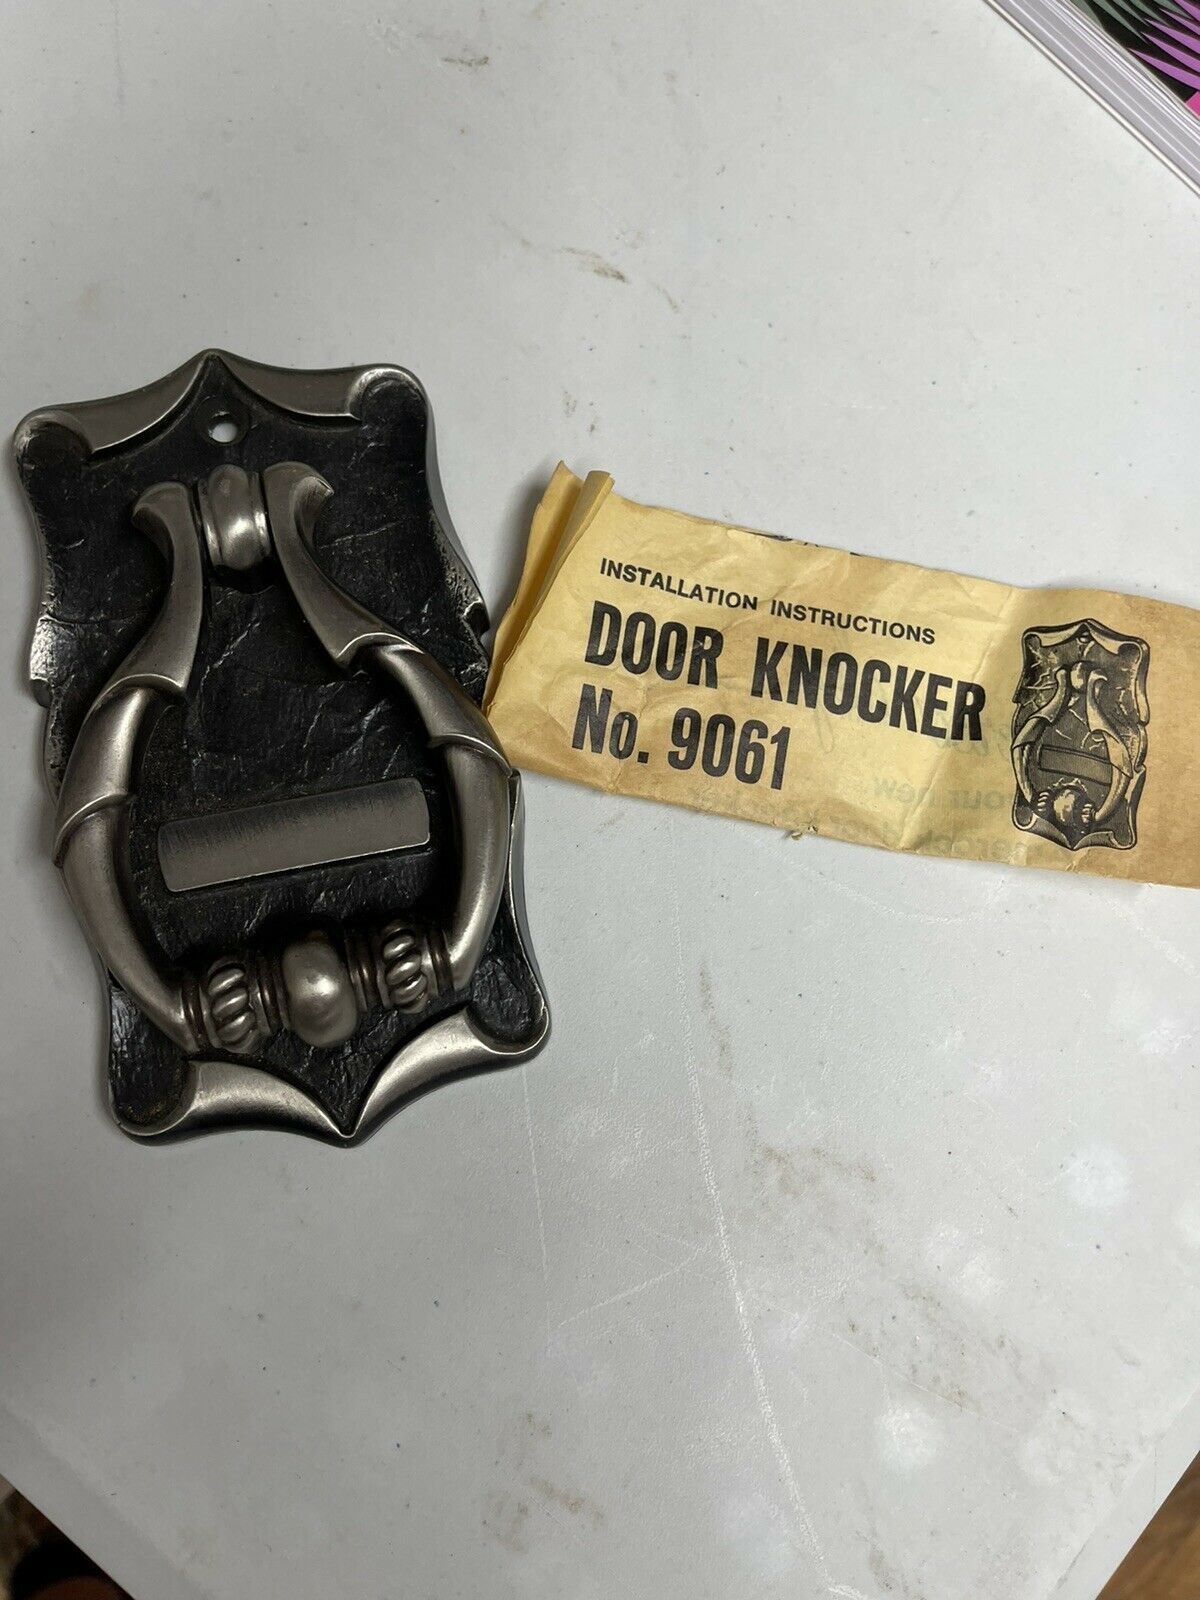 INSTALLATION INSTRUCTIONS
DOOR KNOCKER
No. 9061